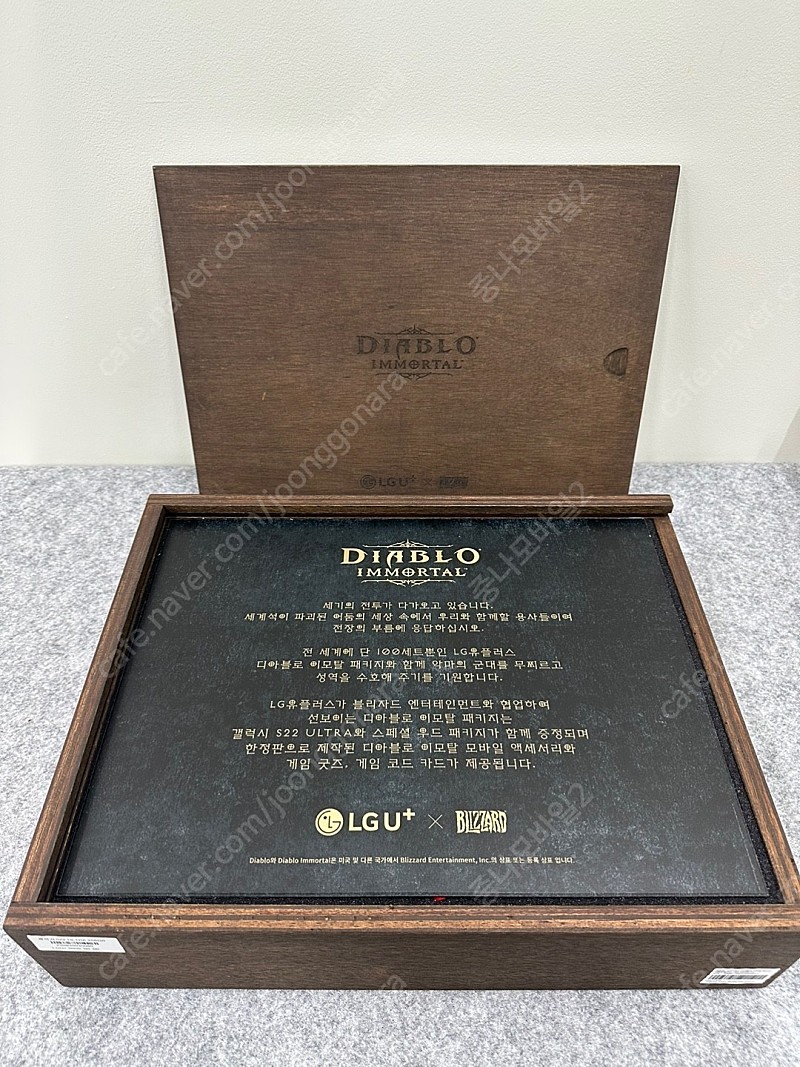 DIABLO
IMMORTAL
LG U+ × BLIZZARD
DIABLO
IMMORTAL
세기의 전투가 다가오고 있습니다.
세계석이 파괴된 어둠의 세상 속에서 우리와 함께할 용사들이여
전장의 부름에 응답하십시오.
전 세계에 단 100세트뿐인 LG유플러스
디아블로 이모탈 패키지와 함께 악마의 군대를 무찌르고
성역을 수호해 주기를 기원합니다.
LG유플러스가 블리자드 엔터테인먼트와 협업하여
선보이는 디아블로 이모탈 패키지는
갤럭시 S22 ULTRA와 스페셜 우드 패키지가 함께 증정되며
한정판으로 제작된 디아블로 이모탈 모바일 액세서리와
게임 굿즈, 게임 코드 카드가 제공됩니다.
LG U+ × BLIZZARD
Diablo와 Diablo Immortal은 미국 및 다른 국가에서 Blizzard Entertainment, Inc.의 상표 또는 등록 상표 입니다.
cafe.naver.com/joonggonara
중나모바일2